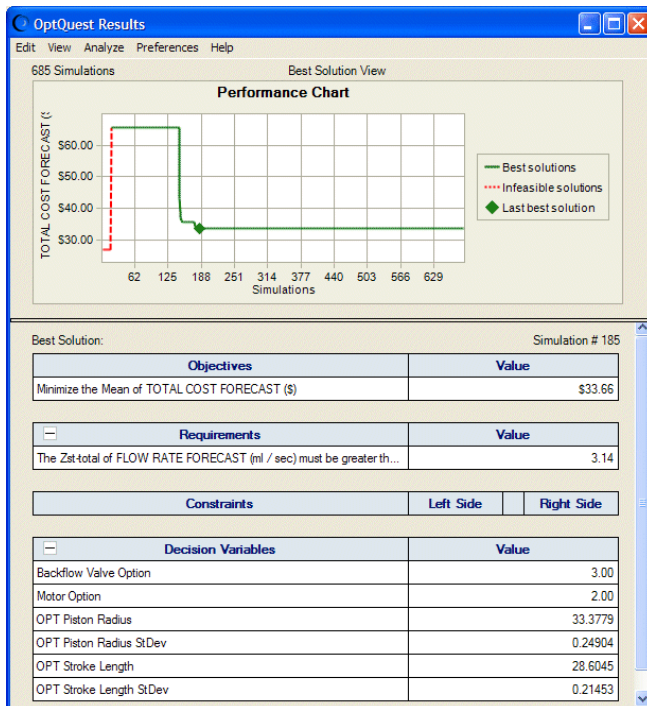 OptQuest Results
Edit View Analyze Preferences Help
685 Simulations Best Solution View
Performance Chart
TOTAL COST FORECAST (
$60.00
$50.00
$40.00
$30.00
62 125 188 251 314 377 440 503 566 629
Simulations
Best solutions
Infeasible solutions
Last best solution
Best Solution: Simulation # 185
Objectives Value
Minimize the Mean of TOTAL COST FORECAST ($) $33.66
Requirements Value
The Zst-total of FLOW RATE FORECAST (ml / sec) must be greater th... 3.14
Constraints Left Side Right Side
Decision Variables Value
Backflow Valve Option 3.00
Motor Option 2.00
OPT Piston Radius 33.3779
OPT Piston Radius StDev 0.24904
OPT Stroke Length 28.6045
OPT Stroke Length StDev 0.21453